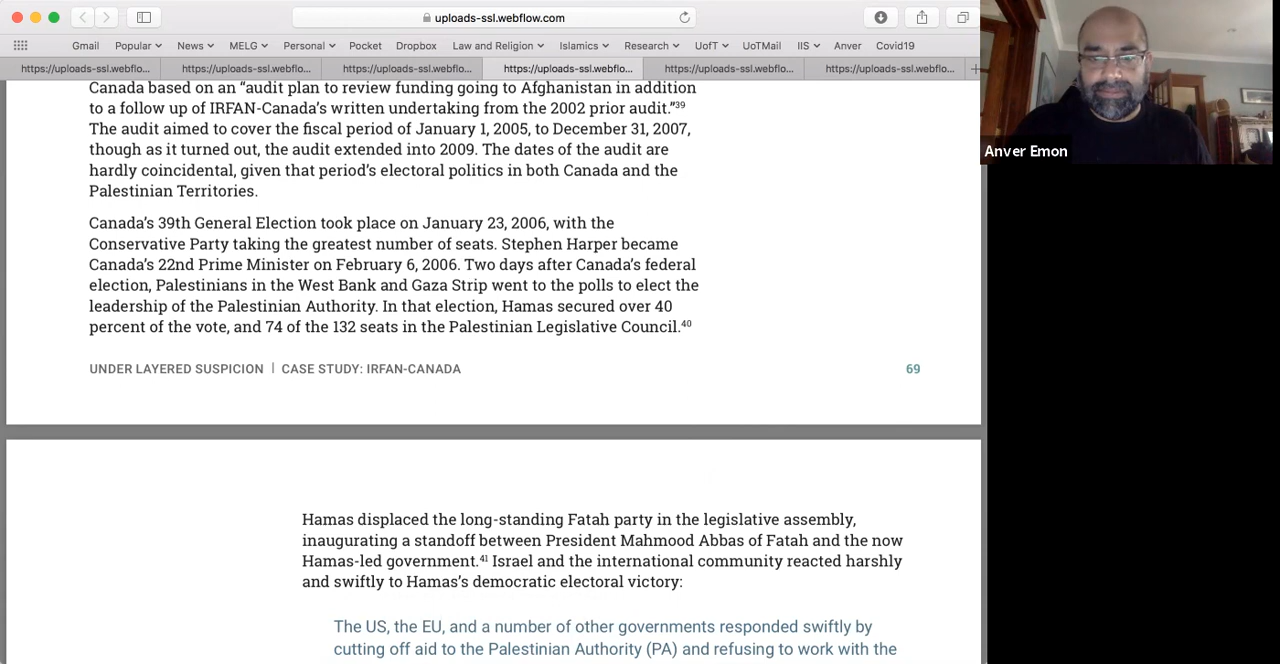 uploads-ssl.webflow.com
Gmail Popular News MELG Personal Pocket Dropbox Law and Religion Islamics Research UofT UoTMail IIS Anver Covid19
https://uploads-ssl.webflo... https://uploads-ssl.webflo... https://uploads-ssl.webflo... https://uploads-ssl.webflo... https://uploads-ssl.webflo... https://uploads-ssl.webflo...
Canada based on an “audit plan to review funding going to Afghanistan in addition
to a follow up of IRFAN-Canada’s written undertaking from the 2002 prior audit.”39
The audit aimed to cover the fiscal period of January 1, 2005, to December 31, 2007,
though as it turned out, the audit extended into 2009. The dates of the audit are
hardly coincidental, given that period’s electoral politics in both Canada and the
Palestinian Territories.
Canada’s 39th General Election took place on January 23, 2006, with the
Conservative Party taking the greatest number of seats. Stephen Harper became
Canada’s 22nd Prime Minister on February 6, 2006. Two days after Canada’s federal
election, Palestinians in the West Bank and Gaza Strip went to the polls to elect the
leadership of the Palestinian Authority. In that election, Hamas secured over 40
percent of the vote, and 74 of the 132 seats in the Palestinian Legislative Council.40
UNDER LAYERED SUSPICION | CASE STUDY: IRFAN-CANADA 69
Hamas displaced the long-standing Fatah party in the legislative assembly,
inaugurating a standoff between President Mahmood Abbas of Fatah and the now
Hamas-led government.41 Israel and the international community reacted harshly
and swiftly to Hamas’s democratic electoral victory:
The US, the EU, and a number of other governments responded swiftly by
cutting off aid to the Palestinian Authority (PA) and refusing to work with the
Anver Emon